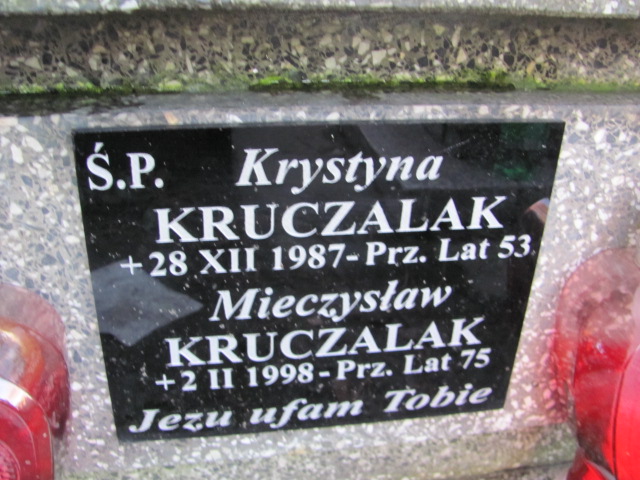 Ś.P. Krystyna
KRUCZALAK
+28 XII 1987-Prz. Lat 53
Mieczysław
KRUCZALAK
+2 II 1998-Prz. Lat 75
Jezu ufam Tobie